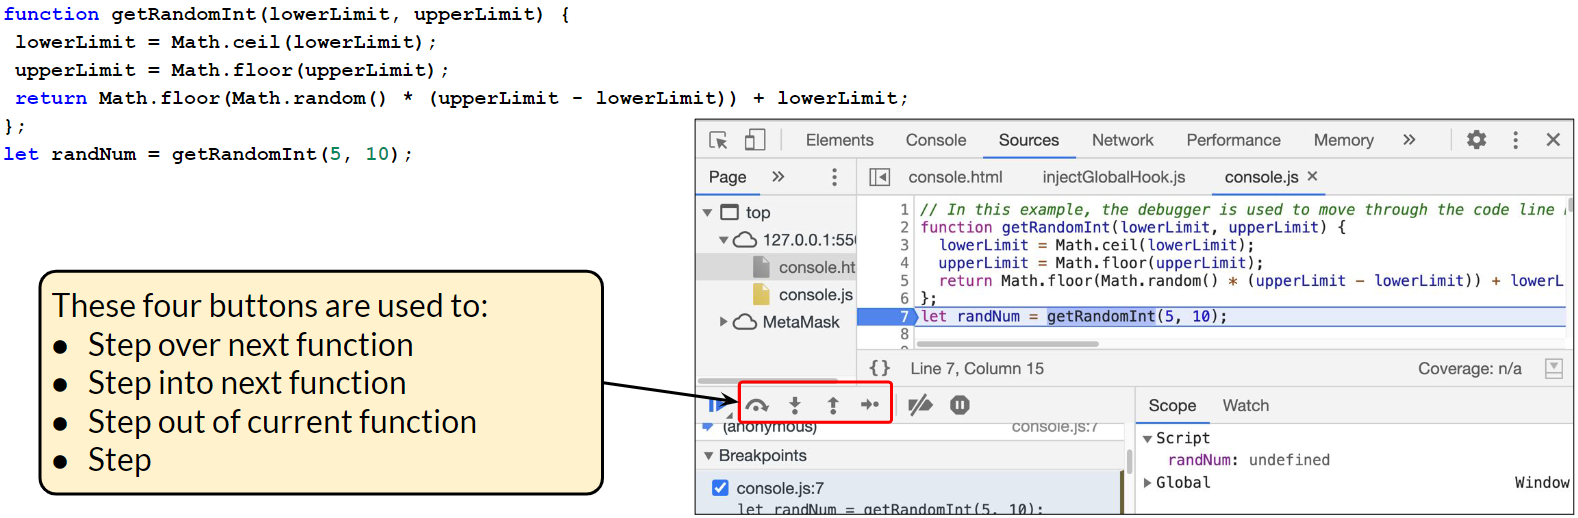 function getRandomInt(lowerLimit, upperLimit) {
lowerLimit = Math.ceil(lowerLimit);
upperLimit = Math.floor(upperLimit);
return Math.floor(Math.random() * (upperLimit - lowerLimit)) + lowerLimit;
};
let randNum = getRandomInt(5, 10);
These four buttons are used to:
● Step over next function
● Step into next function
● Step out of current function
● Step
Elements Console Sources Network Performance Memory »
Page »
console.html injectGlobalHook.js console.js ×
top
127.0.0.1:550
console.ht
console.js
MetaMask
1 // In this example, the debugger is used to move through the code line
2 function getRandomInt(lowerLimit, upperLimit) {
3 lowerLimit = Math.ceil(lowerLimit);
4 upperLimit = Math.floor(upperLimit);
5 return Math.floor(Math.random() * (upperLimit - lowerLimit)) + lowerL
6 };
7 let randNum = getRandomInt(5, 10);
8
{} Line 7, Column 15 Coverage: n/a
(anonymous) console.js:7
Breakpoints
console.js:7
let randNum = getRandomInt(5, 10);
Scope Watch
Script
randNum: undefined
Global Window